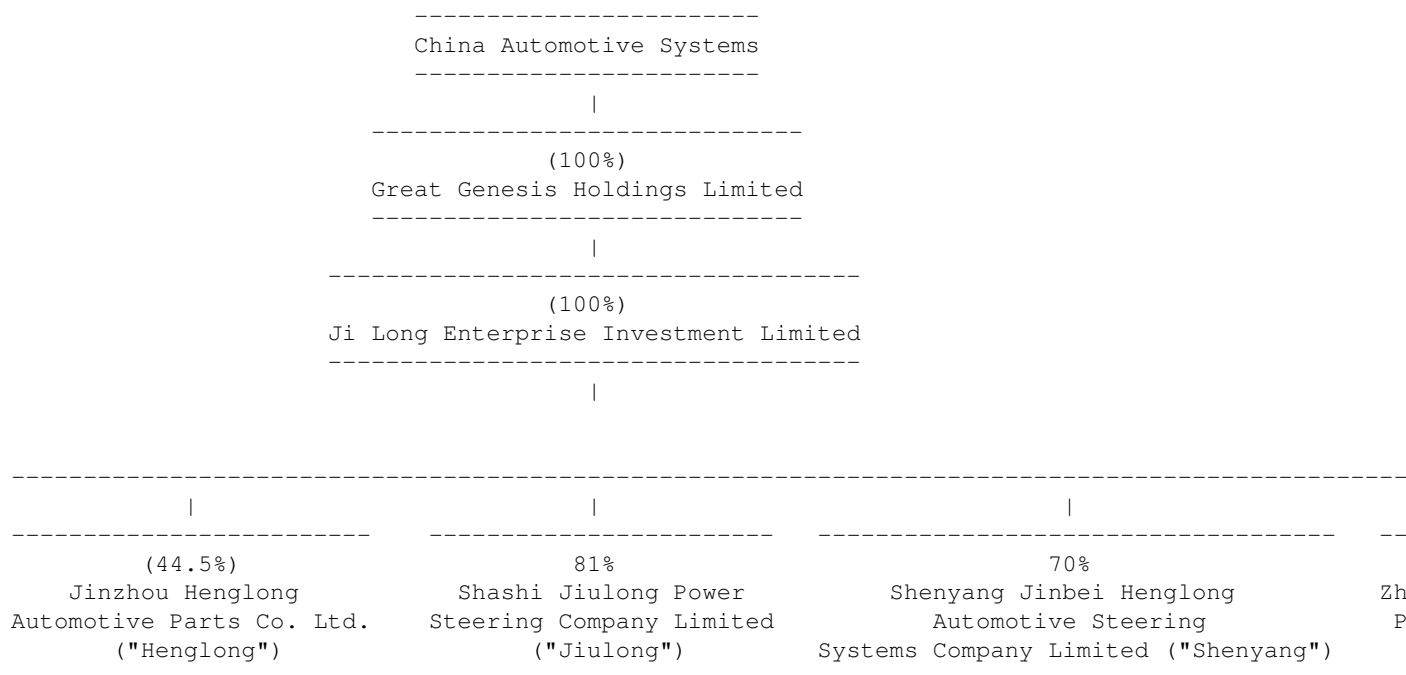 China Automotive Systems
(100%)
Great Genesis Holdings Limited
(100%)
Ji Long Enterprise Investment Limited
(44.5%) 81% 70%
Jinzhou Henglong Shashi Jiulong Power Shenyang Jinbei Henglong Zh
Automotive Parts Co. Ltd. Steering Company Limited Automotive Steering P
("Henglong") ("Jiulong") Systems Company Limited ("Shenyang")